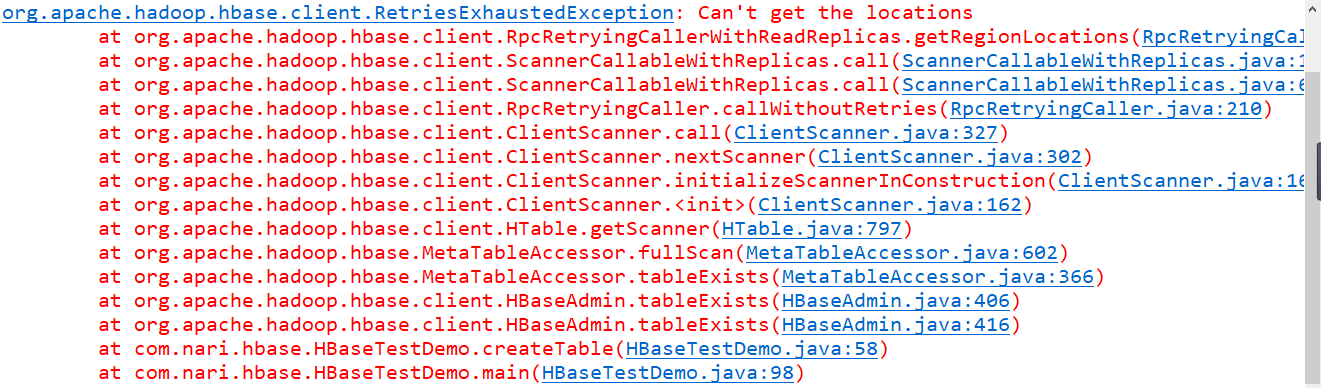 org.apache.hadoop.hbase.client.RetriesExhaustedException: Can't get the locations
at org.apache.hadoop.hbase.client.RpcRetryingCallerWithReadReplicas.getRegionLocations(RpcRetryingCal
at org.apache.hadoop.hbase.client.ScannerCallableWithReplicas.call(ScannerCallableWithReplicas.java:1
at org.apache.hadoop.hbase.client.ScannerCallableWithReplicas.call(ScannerCallableWithReplicas.java:6
at org.apache.hadoop.hbase.client.RpcRetryingCaller.callWithoutRetries(RpcRetryingCaller.java:210)
at org.apache.hadoop.hbase.client.ClientScanner.call(ClientScanner.java:327)
at org.apache.hadoop.hbase.client.ClientScanner.nextScanner(ClientScanner.java:302)
at org.apache.hadoop.hbase.client.ClientScanner.initializeScannerInConstruction(ClientScanner.java:16
at org.apache.hadoop.hbase.client.ClientScanner.<init>(ClientScanner.java:162)
at org.apache.hadoop.hbase.client.HTable.getScanner(HTable.java:797)
at org.apache.hadoop.hbase.MetaTableAccessor.fullScan(MetaTableAccessor.java:602)
at org.apache.hadoop.hbase.MetaTableAccessor.tableExists(MetaTableAccessor.java:366)
at org.apache.hadoop.hbase.client.HBaseAdmin.tableExists(HBaseAdmin.java:406)
at org.apache.hadoop.hbase.client.HBaseAdmin.tableExists(HBaseAdmin.java:416)
at com.nari.hbase.HBaseTestDemo.createTable(HBaseTestDemo.java:58)
at com.nari.hbase.HBaseTestDemo.main(HBaseTestDemo.java:98)